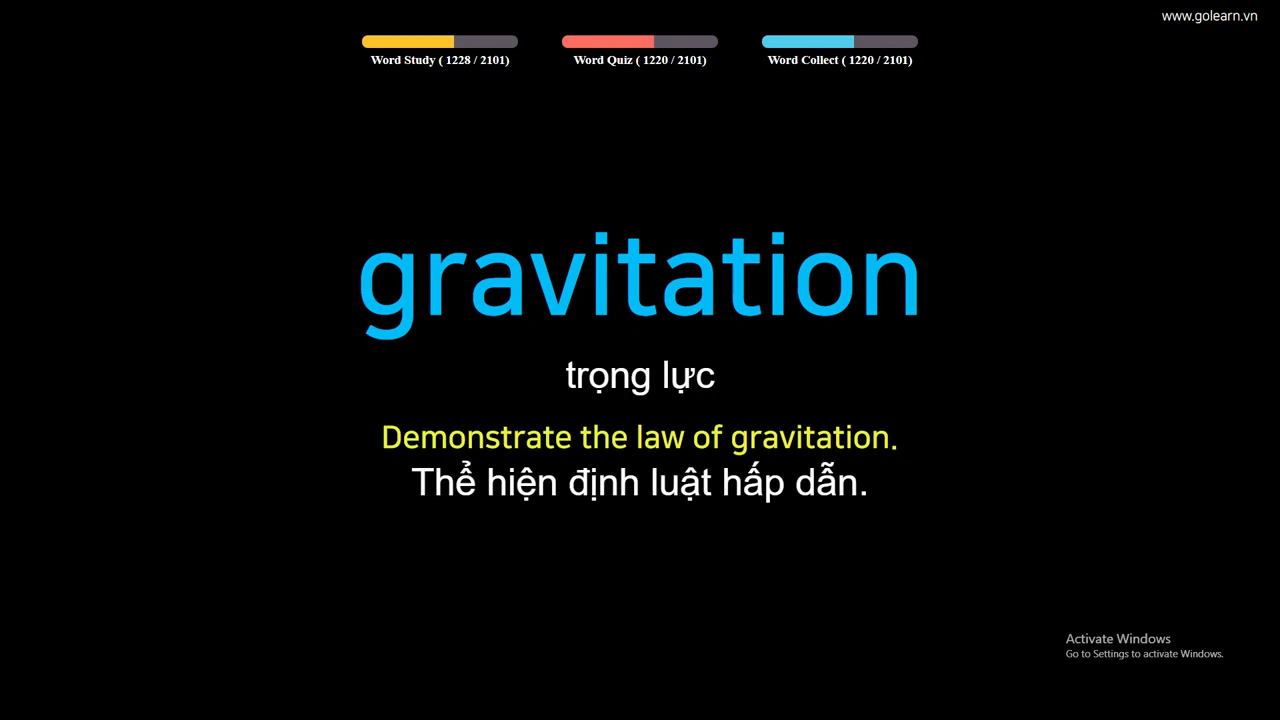 www.golearn.vn
Word Study ( 1228 / 2101)
Word Quiz ( 1220 / 2101)
Word Collect ( 1220 / 2101)
gravitation
trọng lực
Demonstrate the law of gravitation.
Thể hiện định luật hấp dẫn.
Activate Windows
Go to Settings to activate Windows.